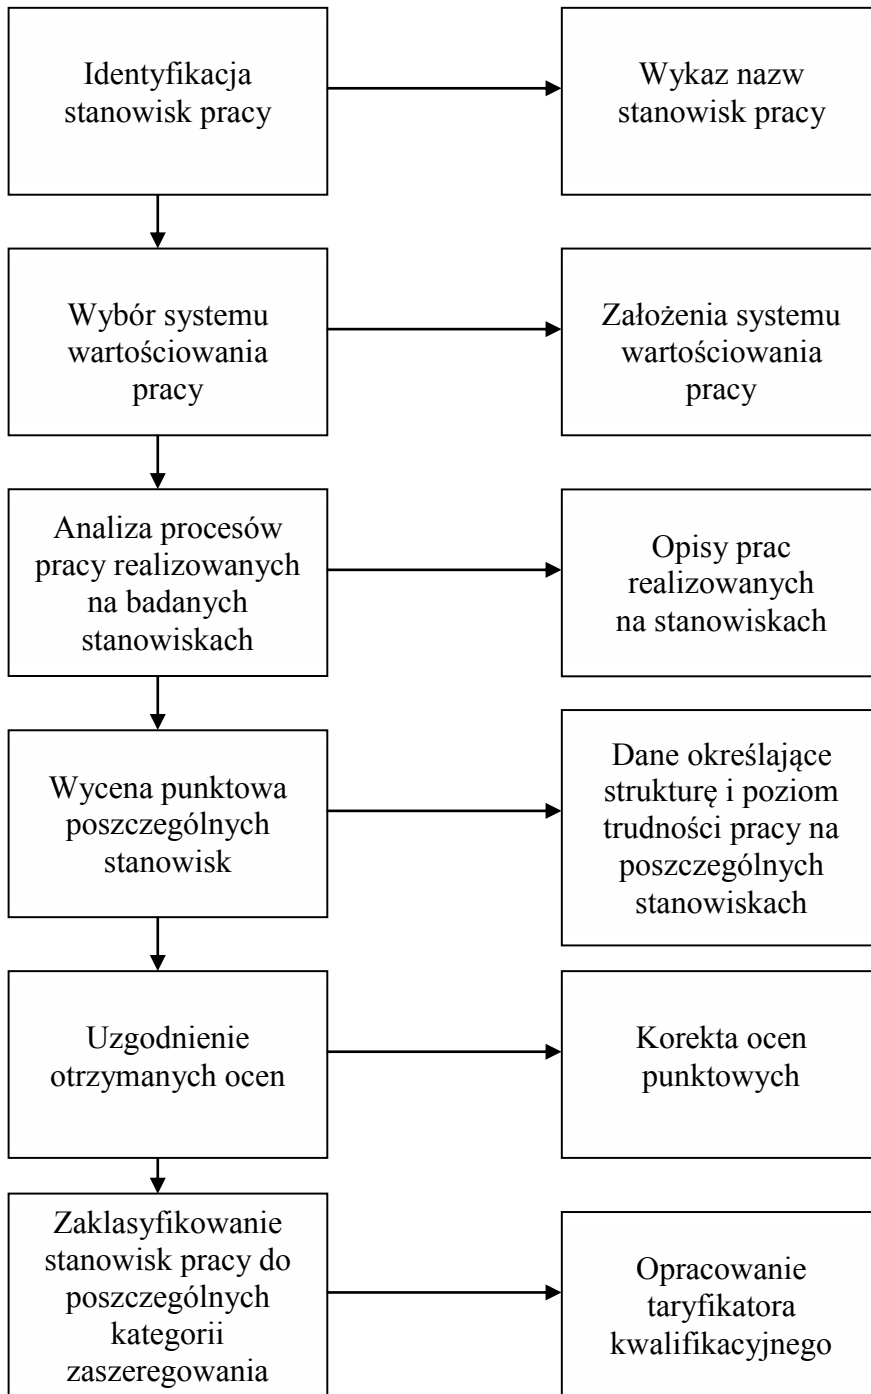 Identyfikacja
stanowisk pracy
Wykaz nazw
stanowisk pracy
Wybór systemu
wartościowania
pracy
Założenia systemu
wartościowania
pracy
Analiza procesów
pracy realizowanych
na badanych
stanowiskach
Opisy prac
realizowanych
na stanowiskach
Wycena punktowa
poszczególnych
stanowisk
Dane określające
strukturę i poziom
trudności pracy na
poszczególnych
stanowiskach
Uzgodnienie
otrzymanych ocen
Korekta ocen
punktowych
Zaklasyfikowanie
stanowisk pracy do
poszczególnych
kategorii
zaszeregowania
Opracowanie
taryfikatora
kwalifikacyjnego